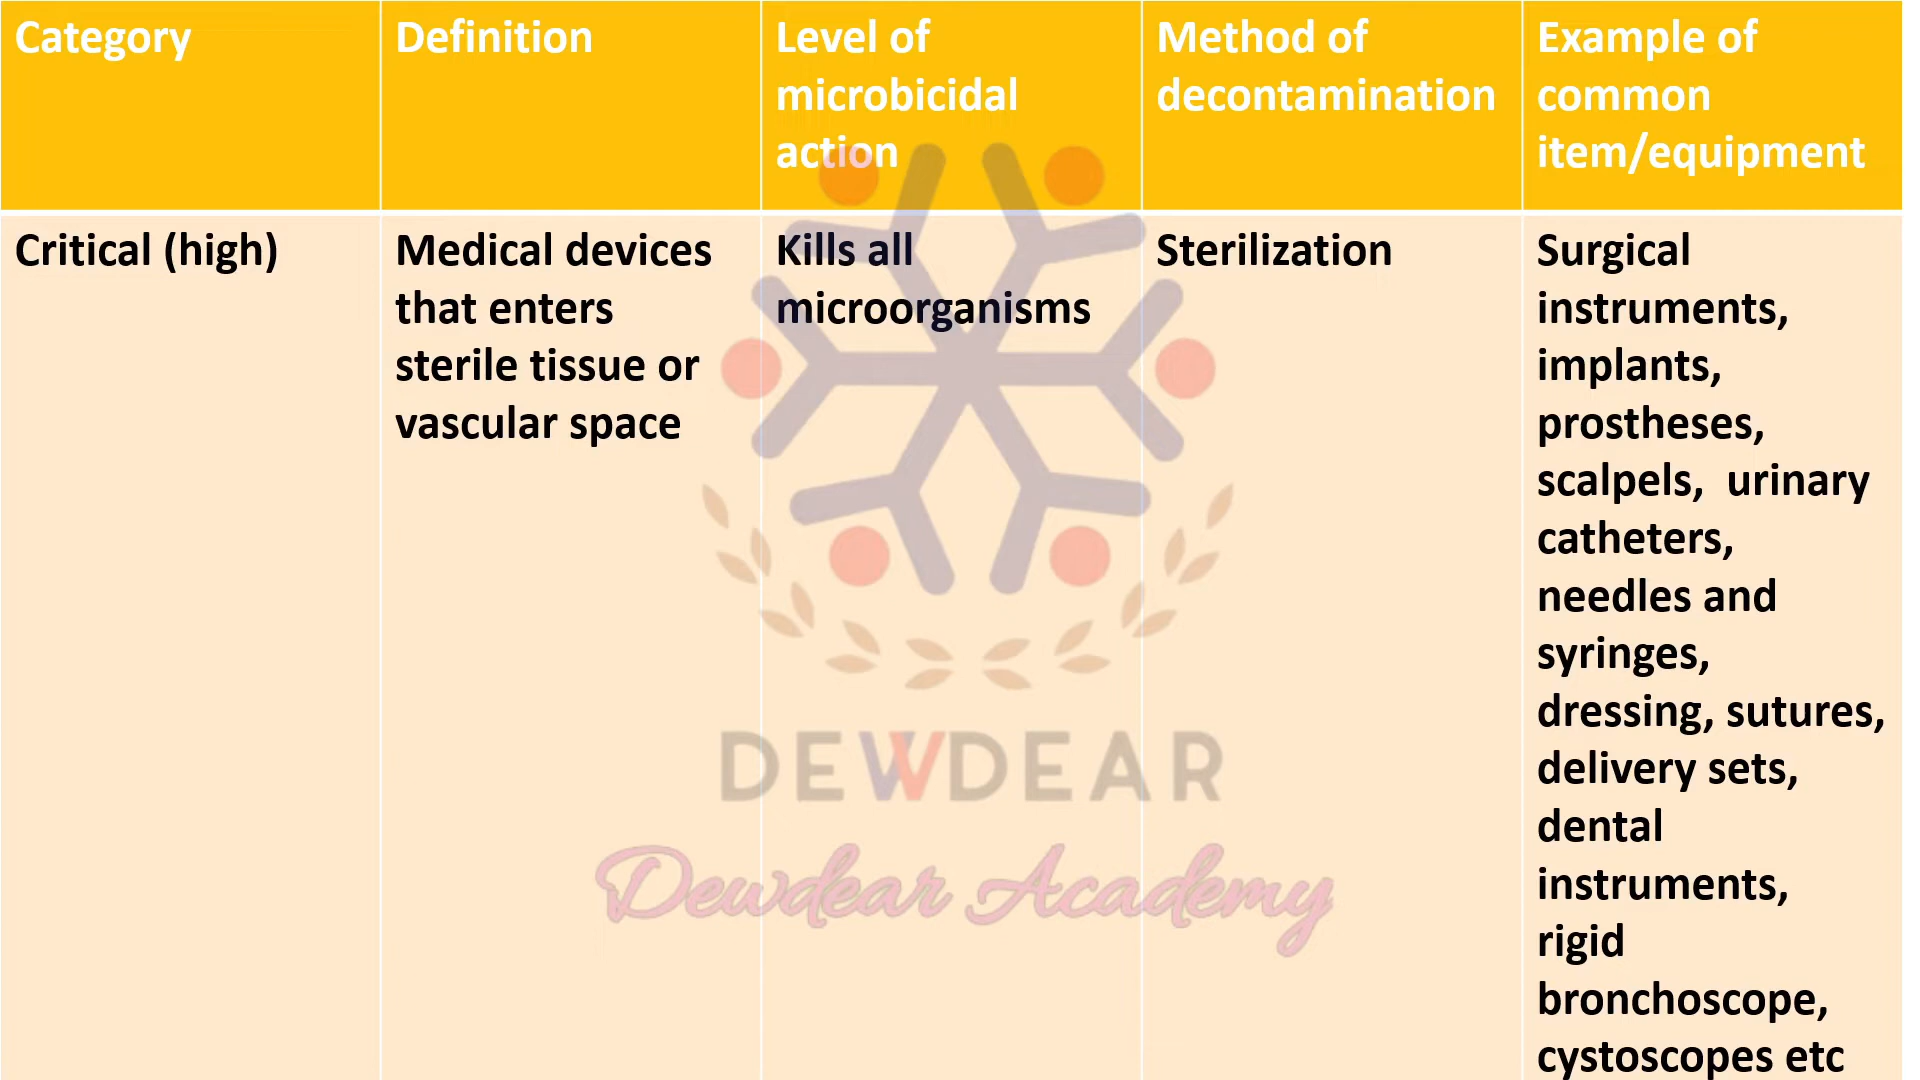 Category
Definition
Level of
microbicidal
action
Method of
decontamination
Example of
common
item/equipment
Critical (high)
Medical devices
that enters
sterile tissue or
vascular space
Kills all
microorganisms
Sterilization
Surgical
instruments,
implants,
prostheses,
scalpels, urinary
catheters,
needles and
syringes,
dressing, sutures,
delivery sets,
dental
instruments,
rigid
bronchoscope,
cystoscopes etc
DEWDEAR
Dewdear Academy